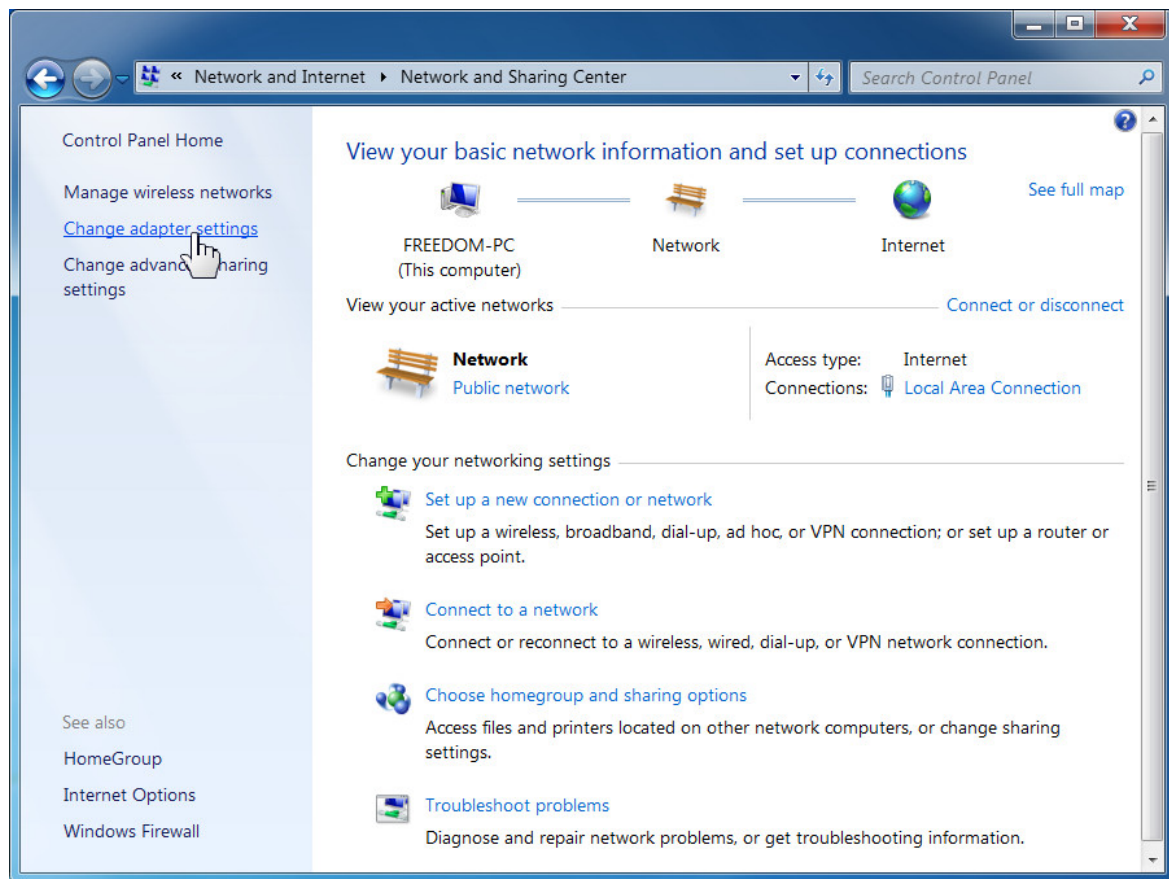 « Network and Internet ▸ Network and Sharing Center
Search Control Panel
Control Panel Home
Manage wireless networks
Change adapter settings
Change advanc haring
settings
See also
HomeGroup
Internet Options
Windows Firewall
View your basic network information and set up connections
See full map
FREEDOM-PC
(This computer)
Network
Internet
View your active networks
Connect or disconnect
Network
Public network
Access type: Internet
Connections: Local Area Connection
Change your networking settings
Set up a new connection or network
Set up a wireless, broadband, dial-up, ad hoc, or VPN connection; or set up a router or
access point.
Connect to a network
Connect or reconnect to a wireless, wired, dial-up, or VPN network connection.
Choose homegroup and sharing options
Access files and printers located on other network computers, or change sharing
settings.
Troubleshoot problems
Diagnose and repair network problems, or get troubleshooting information.